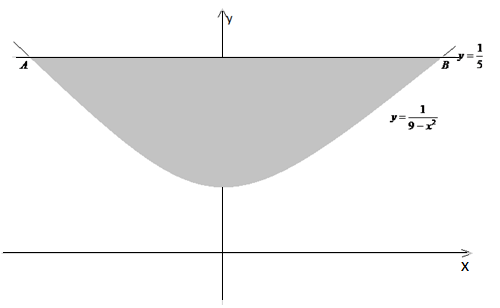 y
A
B
y = 1/5
y = 1/(9 − x²)
X